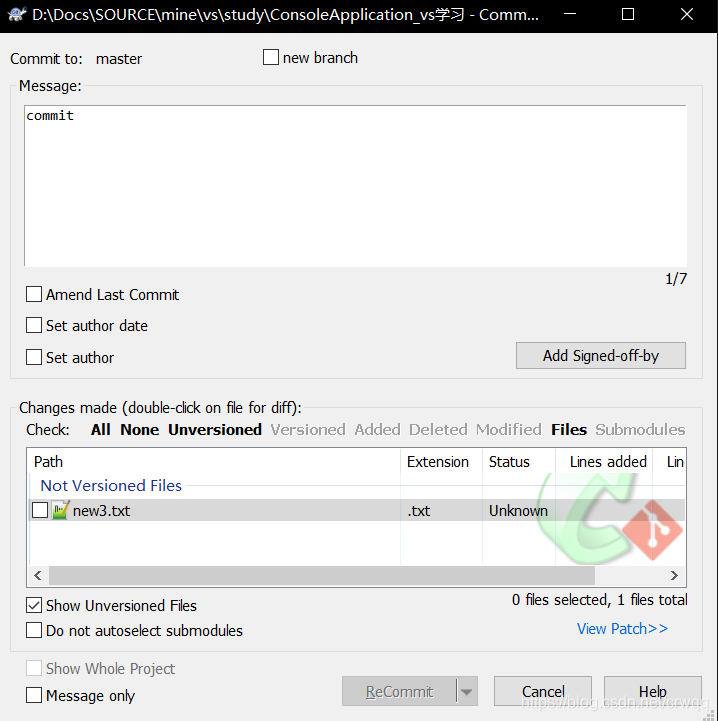 D:\Docs\SOURCE\mine\vs\study\ConsoleApplication_vs学习 - Comm...
Commit to: master new branch
Message:
commit
1/7
Amend Last Commit
Set author date
Set author
Add Signed-off-by
Changes made (double-click on file for diff):
Check: All None Unversioned Versioned Added Deleted Modified Files Submodules
Path Extension Status Lines added Lin
Not Versioned Files
new3.txt .txt Unknown
Show Unversioned Files
0 files selected, 1 files total
Do not autoselect submodules
View Patch>>
Show Whole Project
Message only
ReCommit Cancel Help